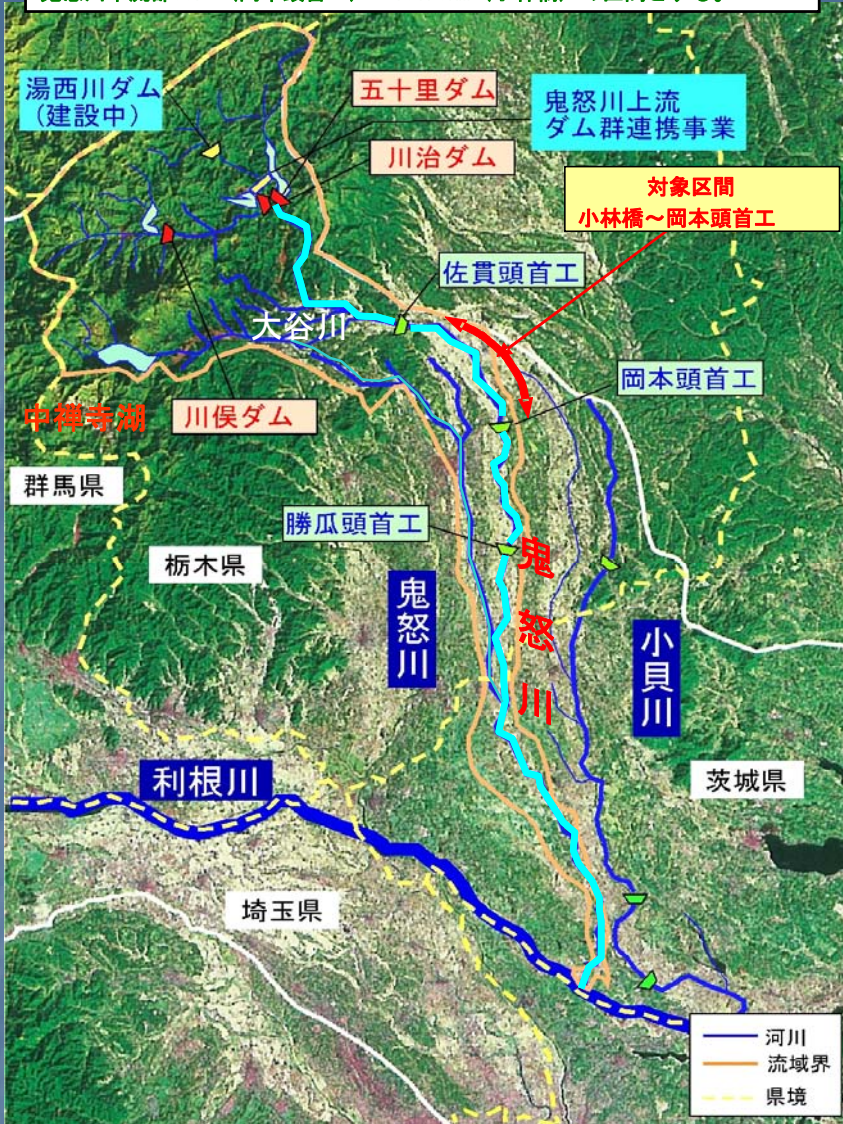 湯西川ダム
(建設中)
五十里ダム
鬼怒川上流
ダム群連携事業
川治ダム
対象区間
小林橋～岡本頭首工
佐貫頭首工
大谷川
岡本頭首工
中禅寺湖
川俣ダム
群馬県
勝瓜頭首工
栃木県
鬼怒川
鬼怒川
小貝川
利根川
茨城県
埼玉県
河川
流域界
県境